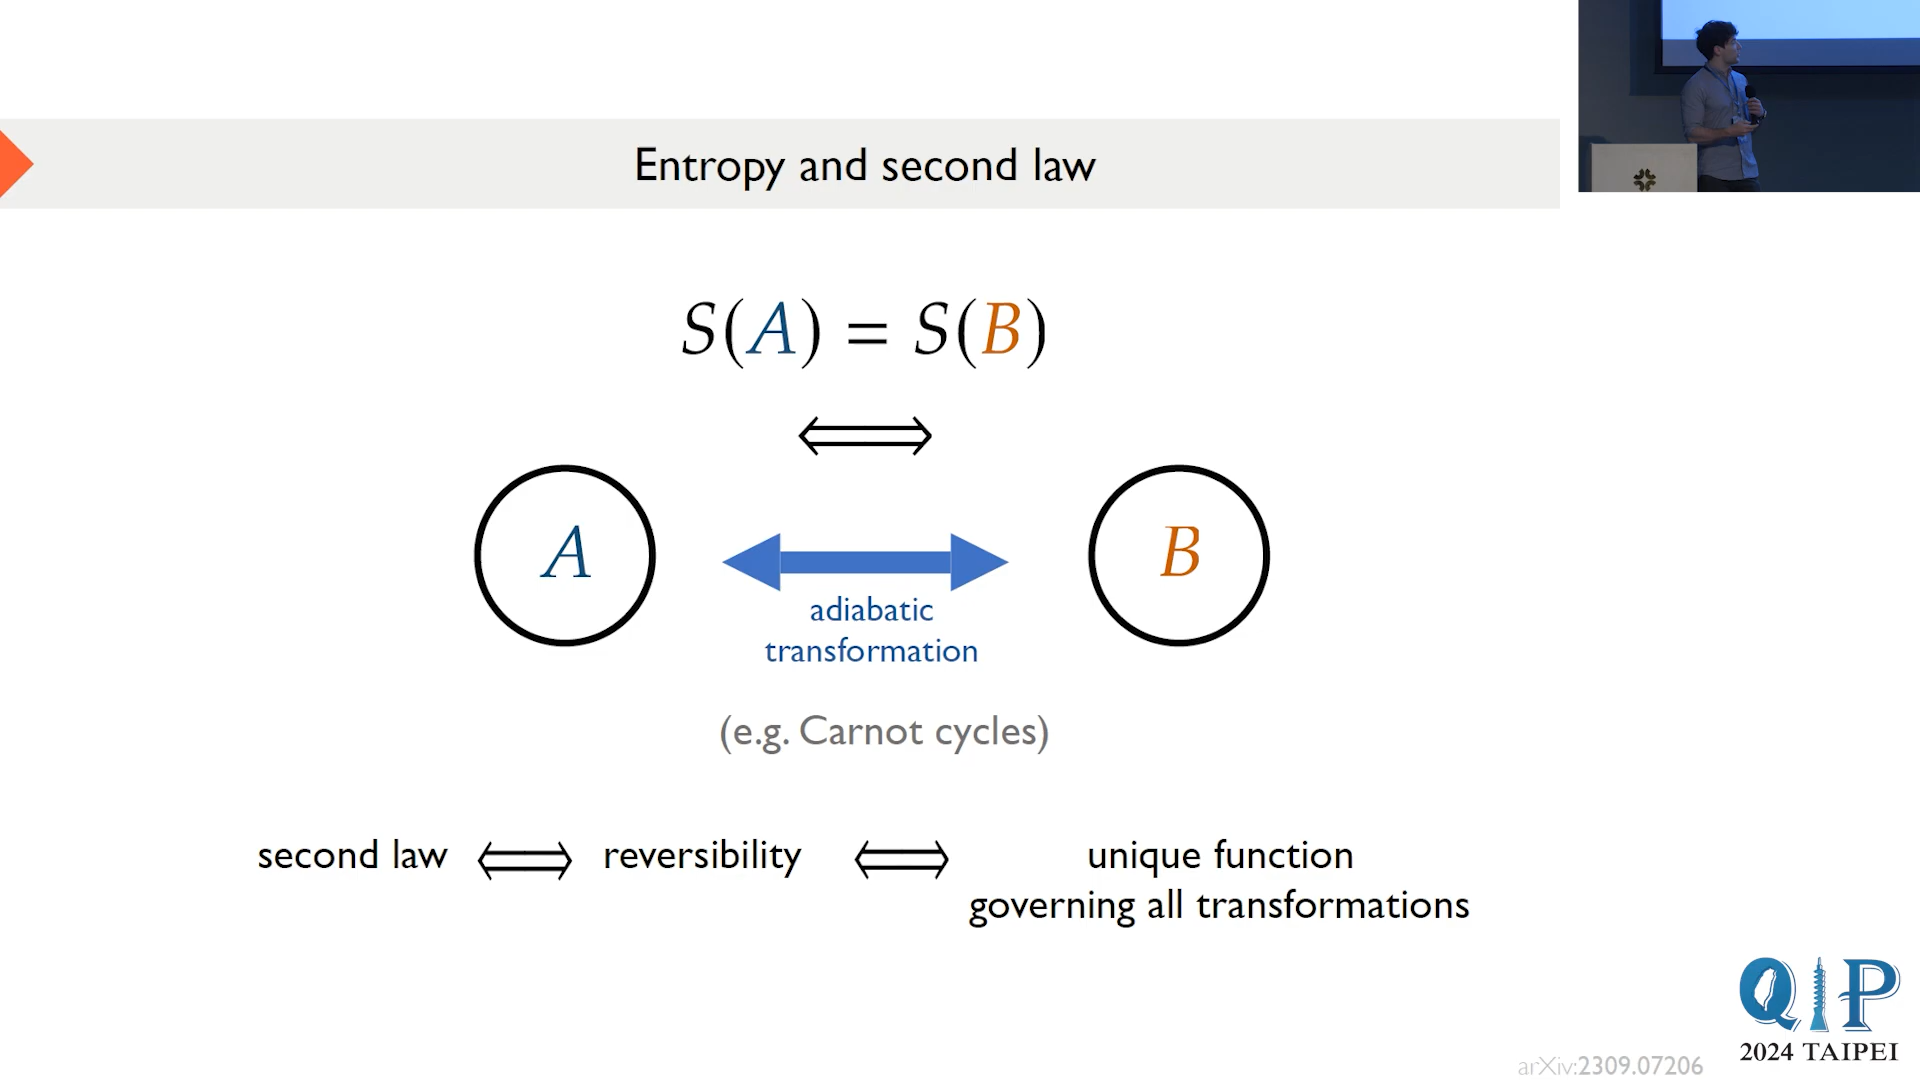 Entropy and second law
S(A) = S(B)
⟺
A
B
adiabatic
transformation
(e.g. Carnot cycles)
second law ⟺ reversibility ⟺ unique function
governing all transformations
QIP
2024 TAIPEI
arXiv:2309.07206